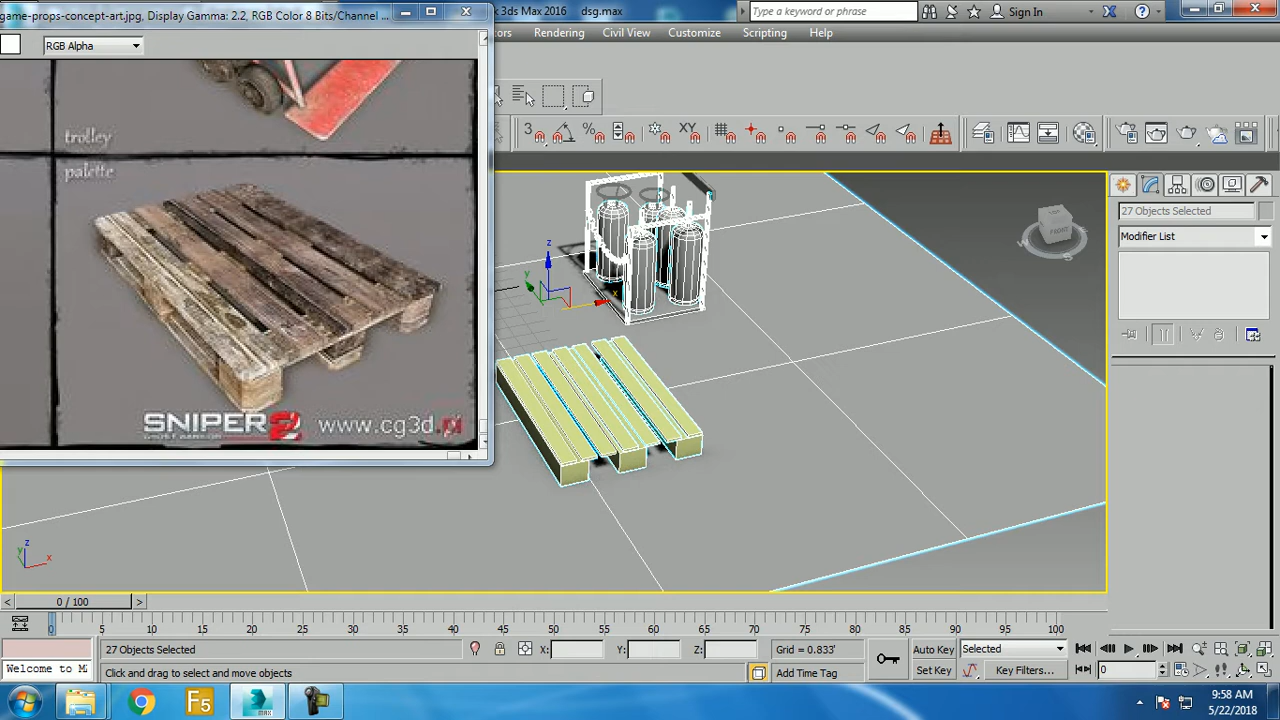 game-props-concept-art.jpg, Display Gamma: 2.2, RGB Color 8 Bits/Channel ...
3ds Max 2016 dsg.max
Type a keyword or phrase
Sign In
RGB Alpha
Rendering Civil View Customize Scripting Help
trolley
palette
SNIPER 2
www.cg3d.pl
3 % XY
27 Objects Selected
Modifier List
FRONT
W
z
y
x
z
y
x
0 / 100
0 5 10 15 20 25 30 35 40 45 50 55 60 65 70 75 80 85 90 95 100
27 Objects Selected
X: Y: Z:
Grid = 0.833'
Auto Key
Selected
Welcome to M
Click and drag to select and move objects
Add Time Tag
Set Key
Key Filters...
0
F5
MAX
9:58 AM
5/22/2018